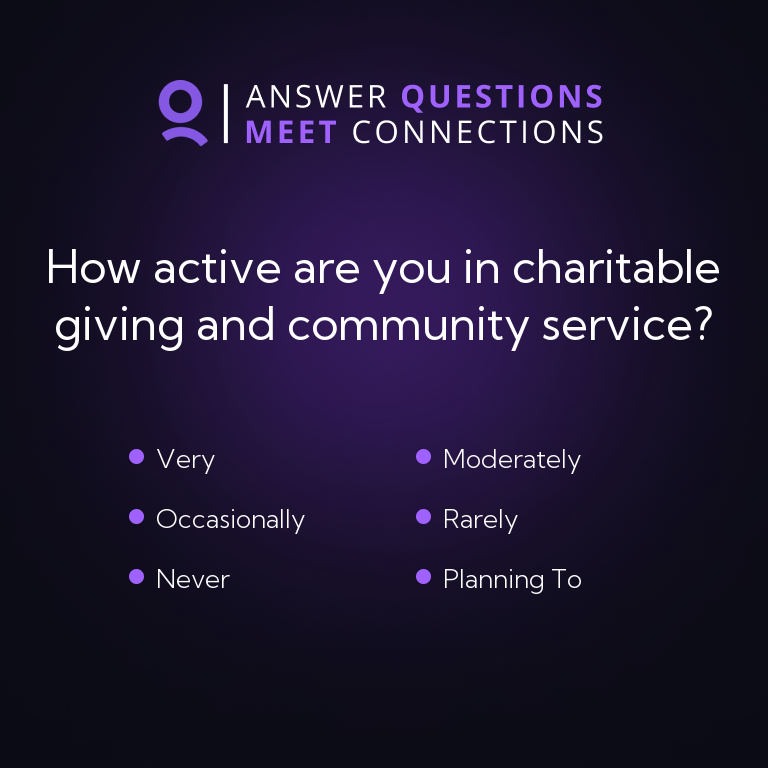 ANSWER QUESTIONS
MEET CONNECTIONS
How active are you in charitable
giving and community service?
Very
Moderately
Occasionally
Rarely
Never
Planning To